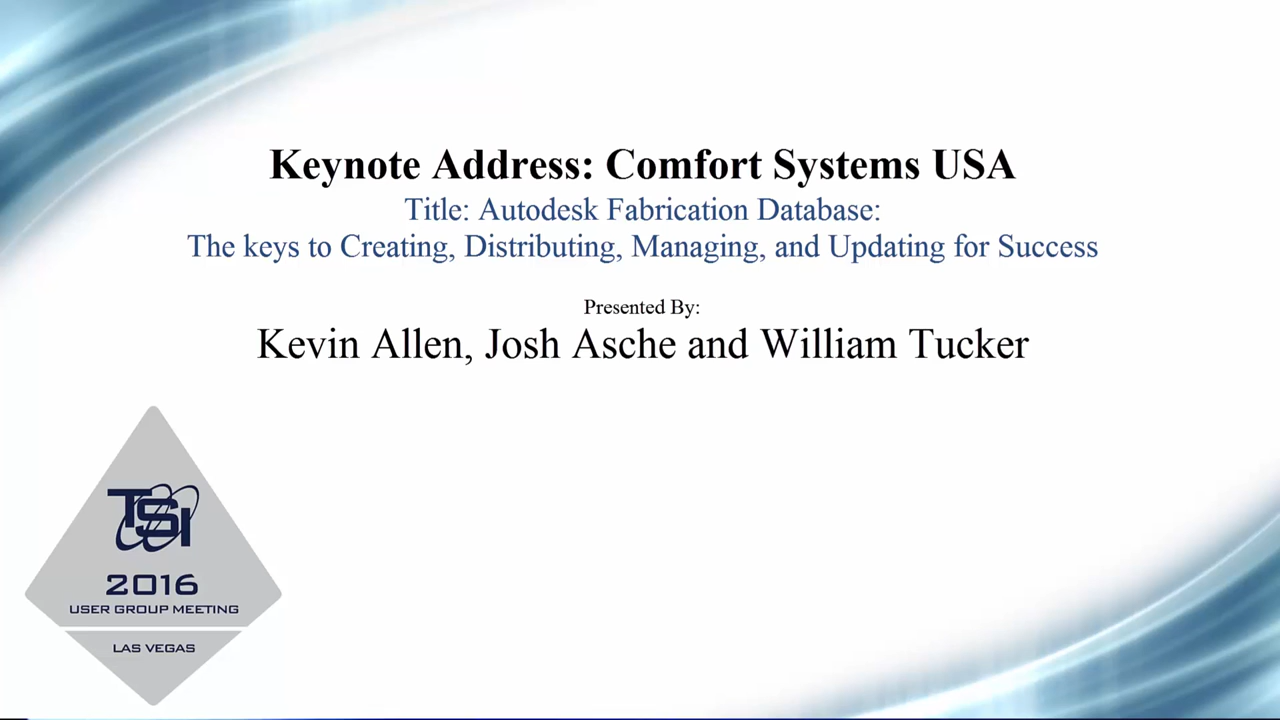 Keynote Address: Comfort Systems USA
Title: Autodesk Fabrication Database:
The keys to Creating, Distributing, Managing, and Updating for Success
Presented By:
Kevin Allen, Josh Asche and William Tucker
TSI
2016
USER GROUP MEETING
LAS VEGAS